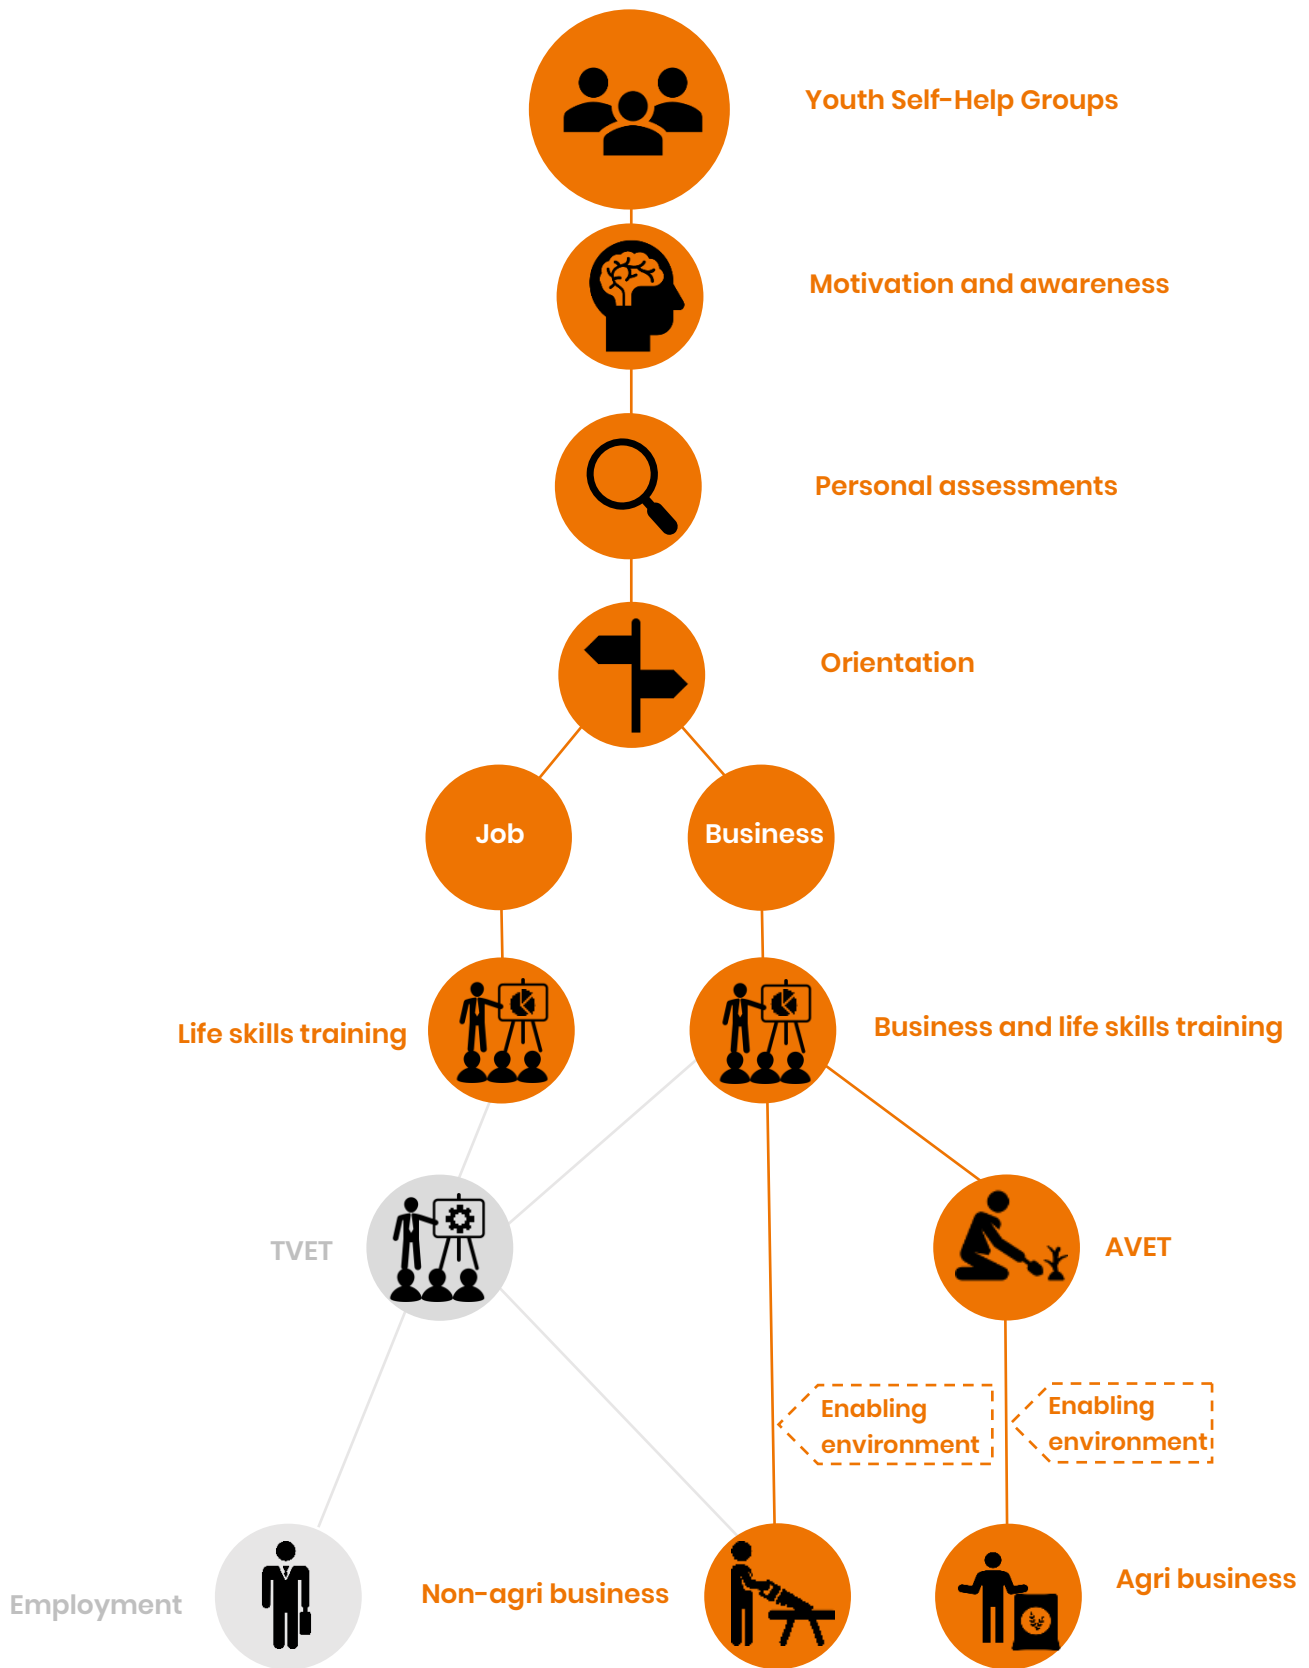 Youth Self-Help Groups
Motivation and awareness
Personal assessments
Orientation
Job
Business
Life skills training
Business and life skills training
TVET
AVET
Enabling
environment
Enabling
environment
Employment
Non-agri business
Agri business